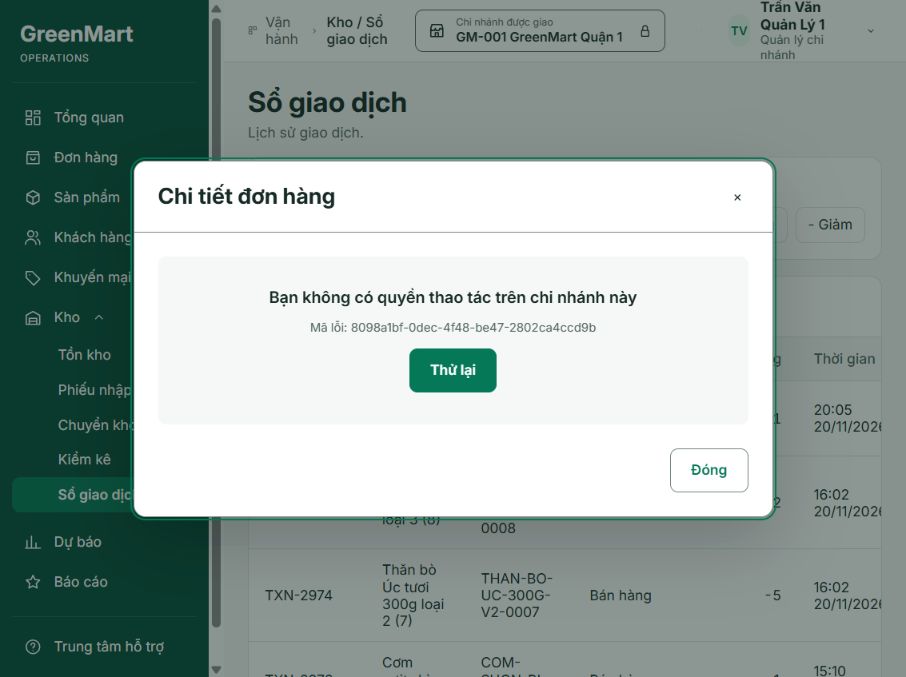 GreenMart
OPERATIONS
Tổng quan
Đơn hàng
Sản phẩm
Khách hàng
Khuyến mại
Kho
Tồn kho
Phiếu nhập
Chuyển kho
Kiểm kê
Sổ giao dịc
Dự báo
Báo cáo
Trung tâm hỗ trợ
Vận
hành
Kho / Sổ
giao dịch
Chi nhánh được giao
GM-001 GreenMart Quận 1
TV
Trần Văn
Quản Lý 1
Quản lý chi
nhánh
Sổ giao dịch
Lịch sử giao dịch.
- Giảm
Chi tiết đơn hàng
×
Bạn không có quyền thao tác trên chi nhánh này
Mã lỗi: 8098a1bf-0dec-4f48-be47-2802ca4ccd9b
Thử lại
Đóng
g
Thời gian
1
20:05
20/11/2026
loại 3 (8)
0008
2
16:02
20/11/2026
TXN-2974
Thăn bò
Úc tươi
300g loại
2 (7)
THAN-BO-
UC-300G-
V2-0007
Bán hàng
-5
16:02
20/11/2026
Cơm
COM-
15:10